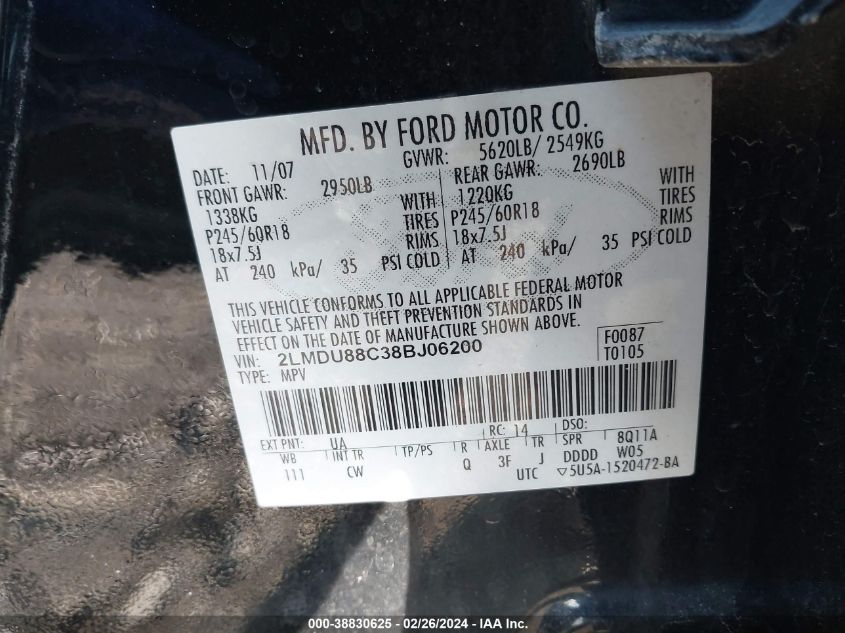 MFD. BY FORD MOTOR CO.
DATE: 11/07 GVWR: 5620LB/ 2549KG
FRONT GAWR: 2950LB REAR GAWR: 2690LB
1338KG WITH 1220KG WITH
P245/60R18 TIRES P245/60R18 TIRES
18x7.5J RIMS 18x7.5J RIMS
AT 240 kPa/ 35 PSI COLD AT 240 kPa/ 35 PSI COLD
THIS VEHICLE CONFORMS TO ALL APPLICABLE FEDERAL MOTOR
VEHICLE SAFETY AND THEFT PREVENTION STANDARDS IN
EFFECT ON THE DATE OF MANUFACTURE SHOWN ABOVE.
VIN: 2LMDU88C38BJ06200 F0087
TYPE: MPV T0105
EXT PNT: UA RC: 14 DSO:
WB INT TR TP/PS R AXLE TR SPR 8Q11A
111 CW Q 3F J DDDD W05
UTC ▽5U5A-1520472-BA
000-38830625 - 02/26/2024 - IAA Inc.